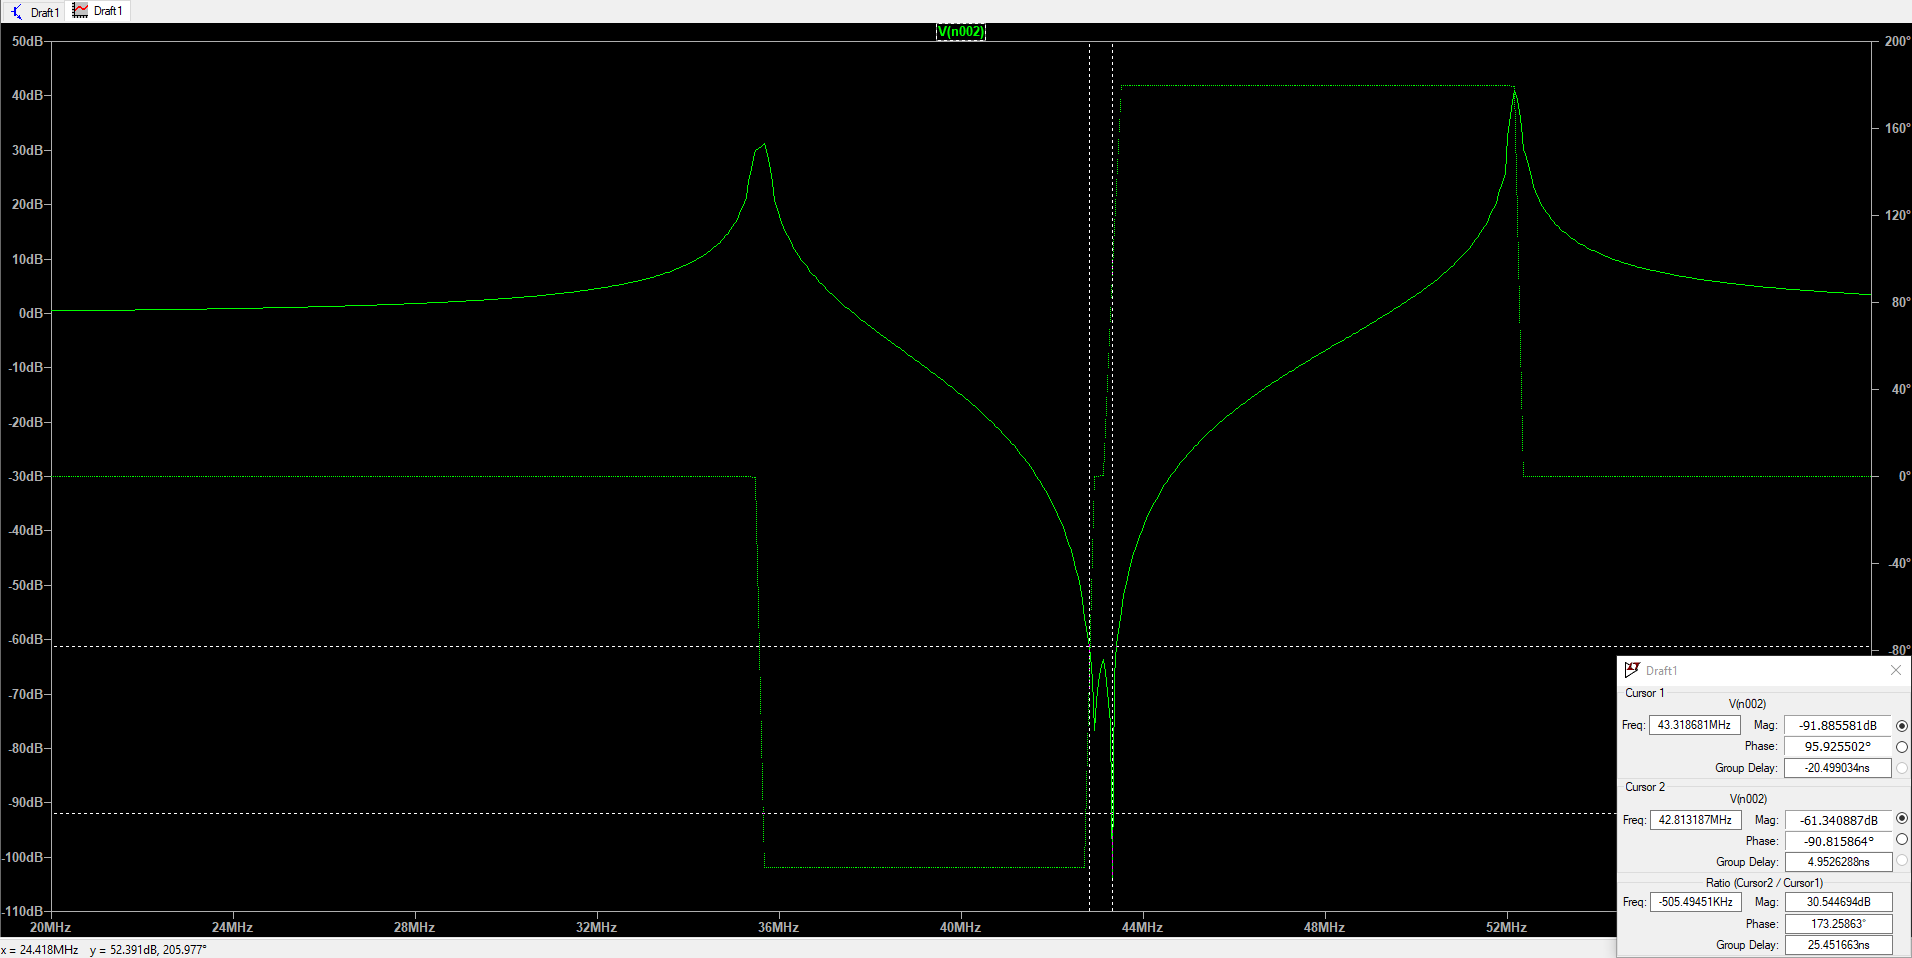 Draft1 Draft1
V(n002)
50dB 200°
40dB
160°
30dB
20dB 120°
10dB
0dB 80°
-10dB
40°
-20dB
-30dB 0°
-40dB
-40°
-50dB
-60dB
-80°
-70dB
-80dB
-90dB
-100dB
-110dB
20MHz 24MHz 28MHz 32MHz 36MHz 40MHz 44MHz 48MHz 52MHz
Draft1
Cursor 1
V(n002)
Freq: 43.318681MHz Mag: -91.885581dB
Phase: 95.925502°
Group Delay: -20.499034ns
Cursor 2
V(n002)
Freq: 42.813187MHz Mag: -61.340887dB
Phase: -90.815864°
Group Delay: 4.9526288ns
Ratio (Cursor2 / Cursor1)
Freq: -505.49451KHz Mag: 30.544694dB
Phase: 173.25863°
Group Delay: 25.451663ns
x = 24.418MHz y = 52.391dB, 205.977°